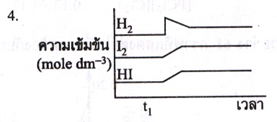 4.
H₂
ความเข้มข้น
I₂
(mole dm⁻³)
HI
t₁
เวลา